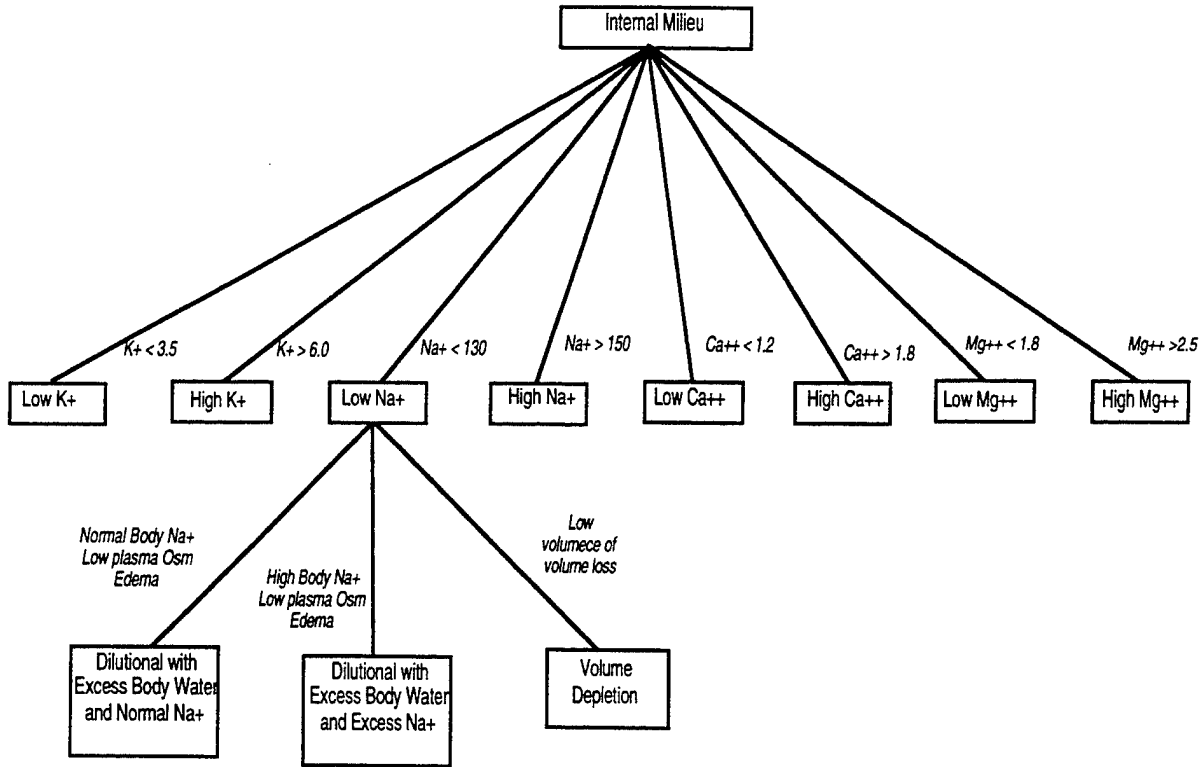 Internal Milieu
K+ < 3.5
K+ > 6.0
Na+ < 130
Na+ > 150
Ca++ < 1.2
Ca++ > 1.8
Mg++ < 1.8
Mg++ >2.5
Low K+
High K+
Low Na+
High Na+
Low Ca++
High Ca++
Low Mg++
High Mg++
Normal Body Na+
Low plasma Osm
Edema
High Body Na+
Low plasma Osm
Edema
Low
volumece of
volume loss
Dilutional with
Excess Body Water
and Normal Na+
Dilutional with
Excess Body Water
and Excess Na+
Volume
Depletion